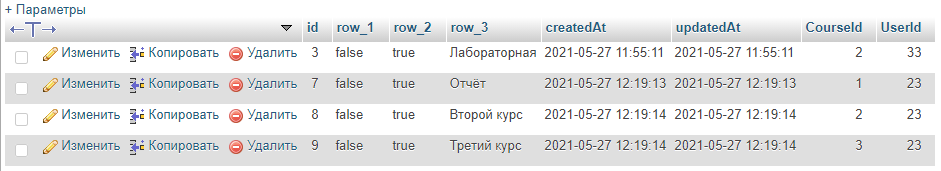 + Параметры
←T→ id row_1 row_2 row_3 createdAt updatedAt CourseId UserId
Изменить Копировать Удалить 3 false true Лабораторная 2021-05-27 11:55:11 2021-05-27 11:55:11 2 33
Изменить Копировать Удалить 7 false true Отчёт 2021-05-27 12:19:13 2021-05-27 12:19:13 1 23
Изменить Копировать Удалить 8 false true Второй курс 2021-05-27 12:19:14 2021-05-27 12:19:14 2 23
Изменить Копировать Удалить 9 false true Третий курс 2021-05-27 12:19:14 2021-05-27 12:19:14 3 23